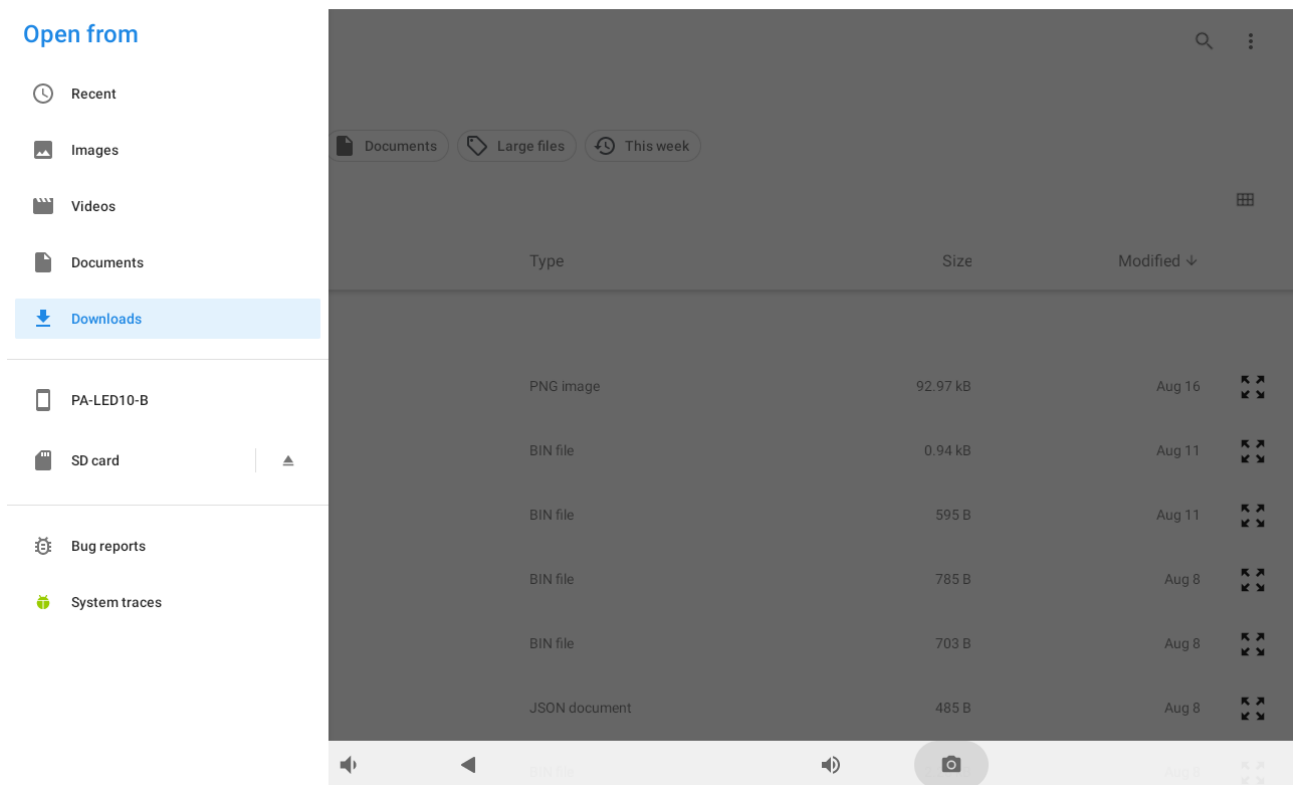 Open from
Recent
Images
Videos
Documents
Downloads
PA-LED10-B
SD card
Bug reports
System traces
Documents Large files This week
Type Size Modified
PNG image 92.97 kB Aug 16
BIN file 0.94 kB Aug 11
BIN file 595 B Aug 11
BIN file 785 B Aug 8
BIN file 703 B Aug 8
JSON document 485 B Aug 8
BIN file